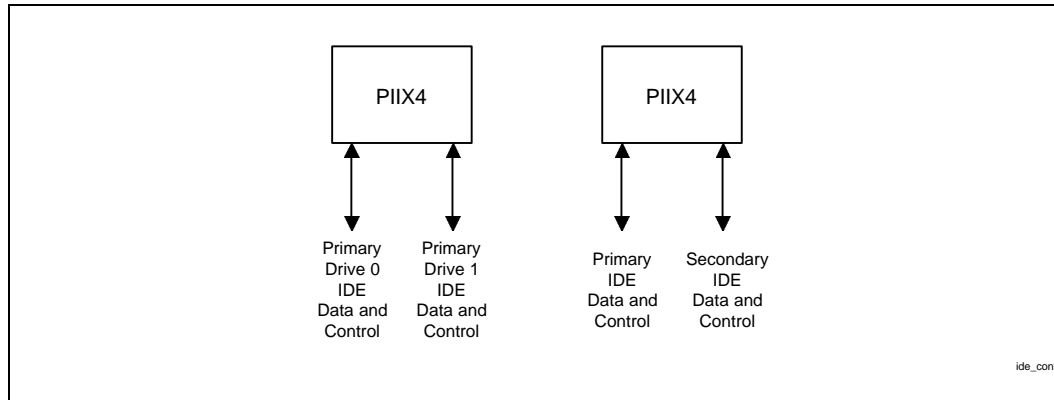 PIIX4
PIIX4
Primary
Drive 0
IDE
Data and
Control
Primary
Drive 1
IDE
Data and
Control
Primary
IDE
Data and
Control
Secondary
IDE
Data and
Control
ide_con